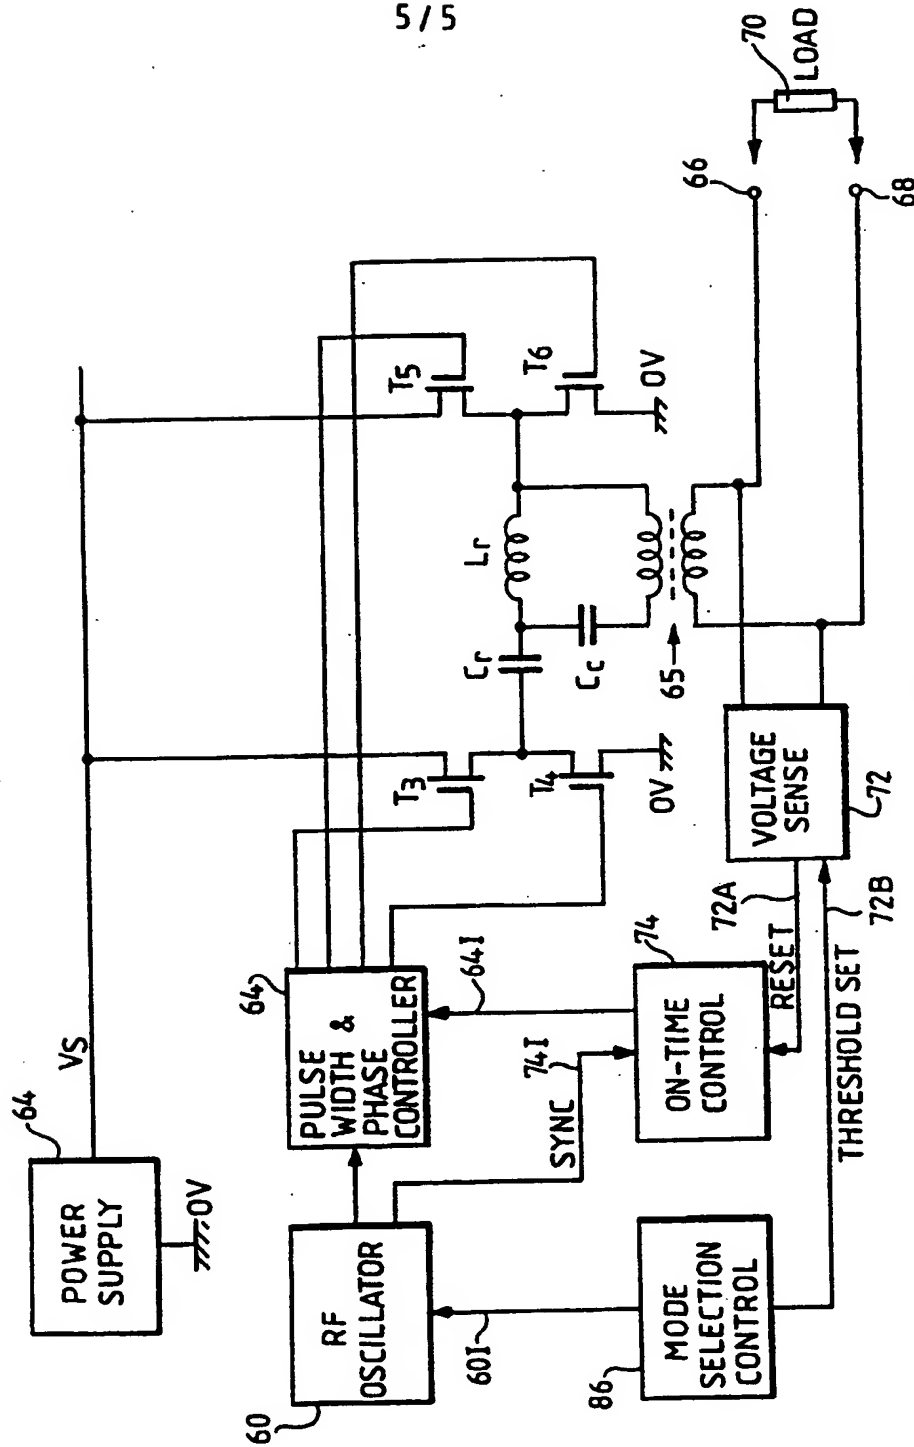 5/5
64
POWER
SUPPLY
VS
0V
60
RF
OSCILLATOR
64
PULSE
WIDTH &
PHASE
CONTROLLER
60I
SYNC
74I
64I
86
MODE
SELECTION
CONTROL
74
ON-TIME
CONTROL
RESET
72A
THRESHOLD SET
72B
VOLTAGE
SENSE
72
T3
T4
0V
Cr
Lr
Cc
65
T5
T6
0V
66
68
70
LOAD